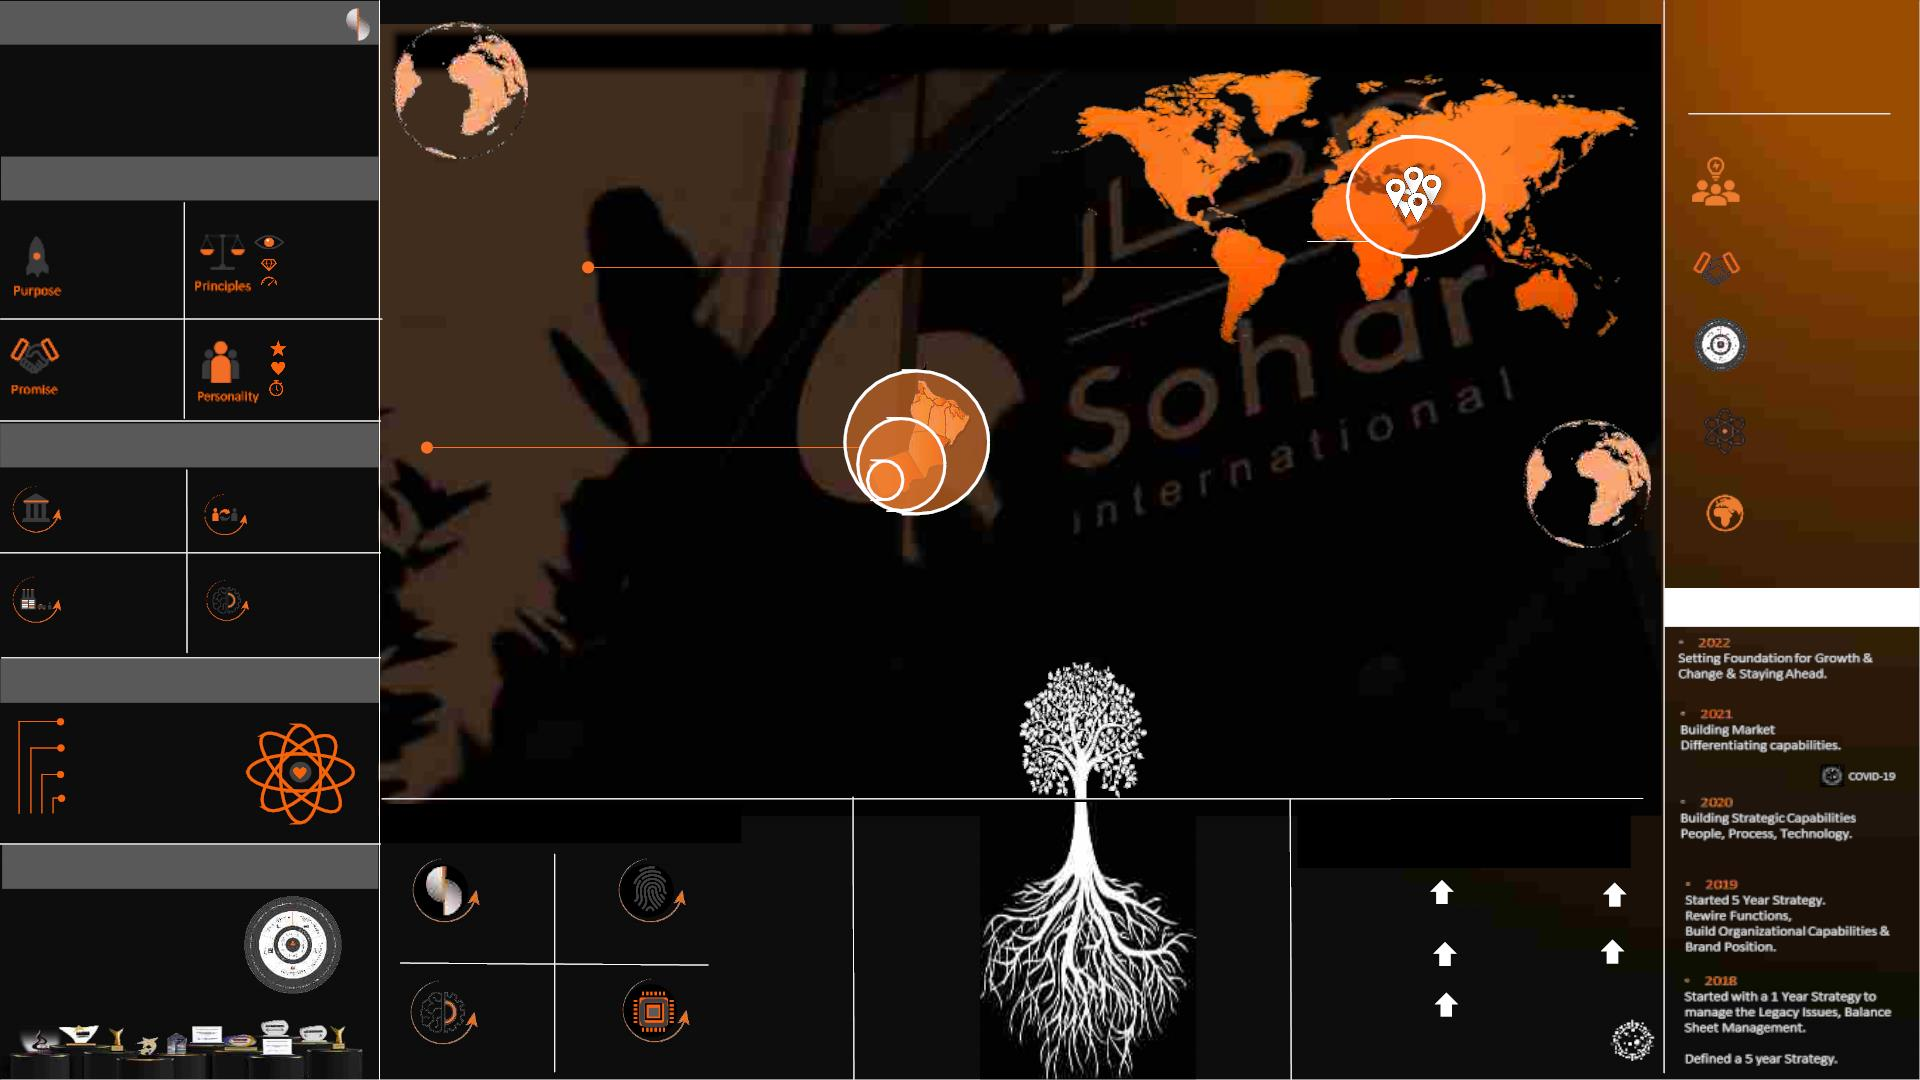 Purpose
Principles
Promise
Personality
صحار
Sohar
international
• 2022
Setting Foundation for Growth &
Change & Staying Ahead.
• 2021
Building Market
Differentiating capabilities.
COVID-19
• 2020
Building Strategic Capabilities
People, Process, Technology.
• 2019
Started 5 Year Strategy.
Rewire Functions,
Build Organizational Capabilities &
Brand Position.
• 2018
Started with a 1 Year Strategy to
manage the Legacy Issues, Balance
Sheet Management.
Defined a 5 year Strategy.